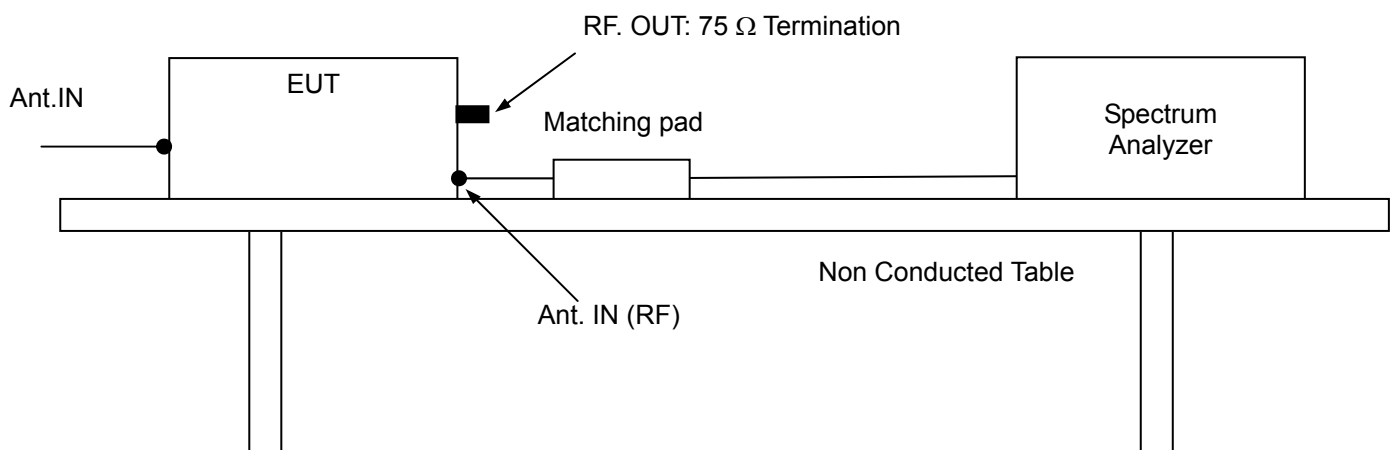 RF. OUT: 75 Ω Termination
Ant.IN
EUT
Matching pad
Spectrum
Analyzer
Non Conducted Table
Ant. IN (RF)